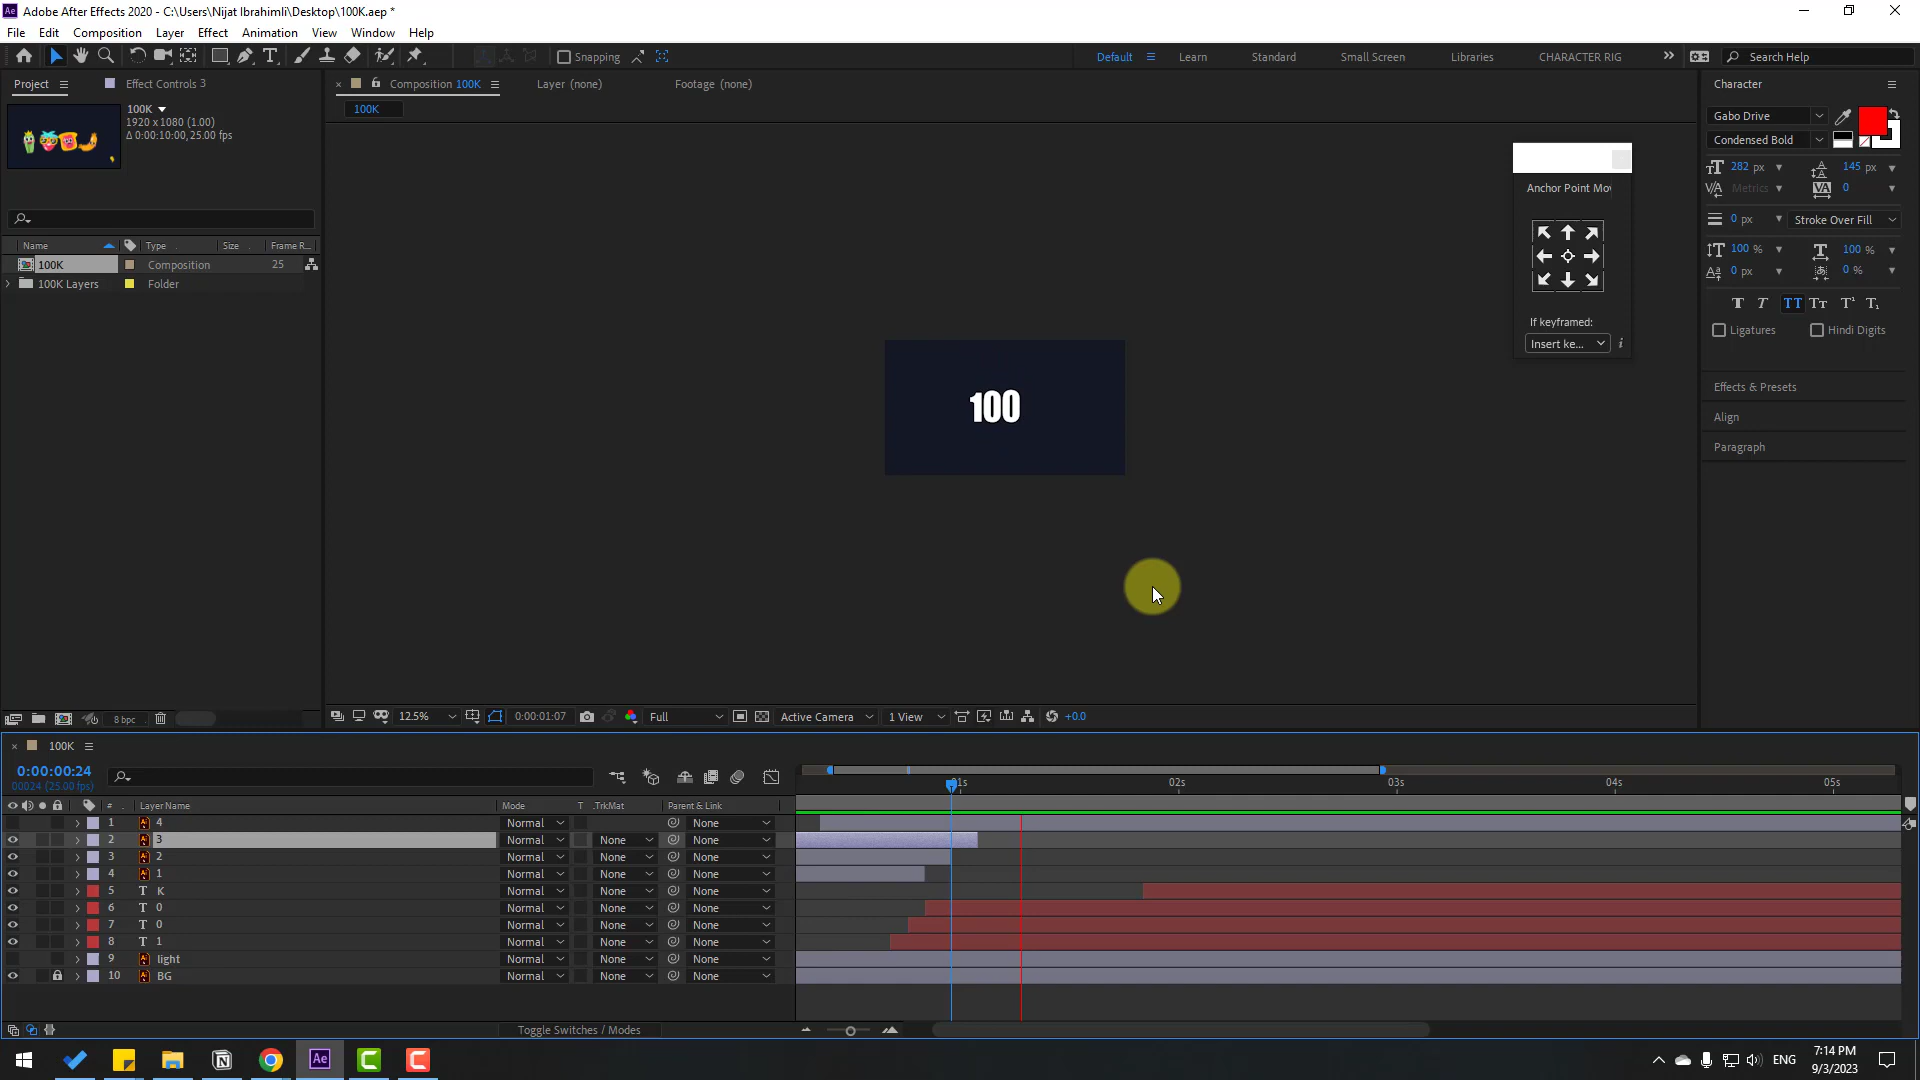 Adobe After Effects 2020 - C:\Users\Nijat Ibrahimli\Desktop\100K.aep *
File Edit Composition Layer Effect Animation View Window Help
Snapping
Default Learn Standard Small Screen Libraries CHARACTER RIG Search Help
Project Effect Controls 3
Composition 100K Layer (none) Footage (none)
100K
Character
100K
1920 x 1080 (1.00)
Δ 0:00:10:00, 25.00 fps
Name Type Size Frame R...
100K Composition 25
100K Layers Folder
100
Anchor Point Mov
If keyframed:
Insert ke... i
Gabo Drive
Condensed Bold
282 px 145 px
Metrics 0
0 px Stroke Over Fill
100 % 100 %
0 px 0 %
Ligatures Hindi Digits
Effects & Presets
Align
Paragraph
8 bpc
12.5% 0:00:01:07 Full Active Camera 1 View +0.0
100K
0:00:00:24
00024 (25.00 fps)
01s 02s 03s 04s 05s
# Layer Name Mode T .TrkMat Parent & Link
1 4 Normal None
2 3 Normal None None
3 2 Normal None None
4 1 Normal None None
5 T K Normal None None
6 T 0 Normal None None
7 T 0 Normal None None
8 T 1 Normal None None
9 light Normal None None
10 BG Normal None None
Toggle Switches / Modes
ENG
7:14 PM
9/3/2023